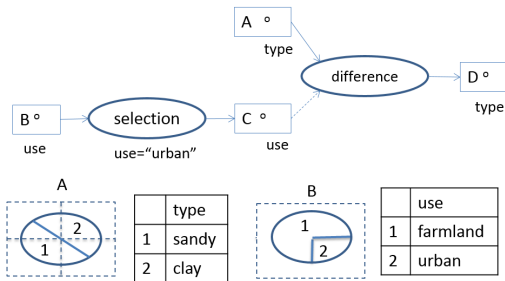 A o
type
difference
D o
type
B o
use
selection
use="urban"
C o
use
A
2
1
type
1 sandy
2 clay
B
1
2
use
1 farmland
2 urban